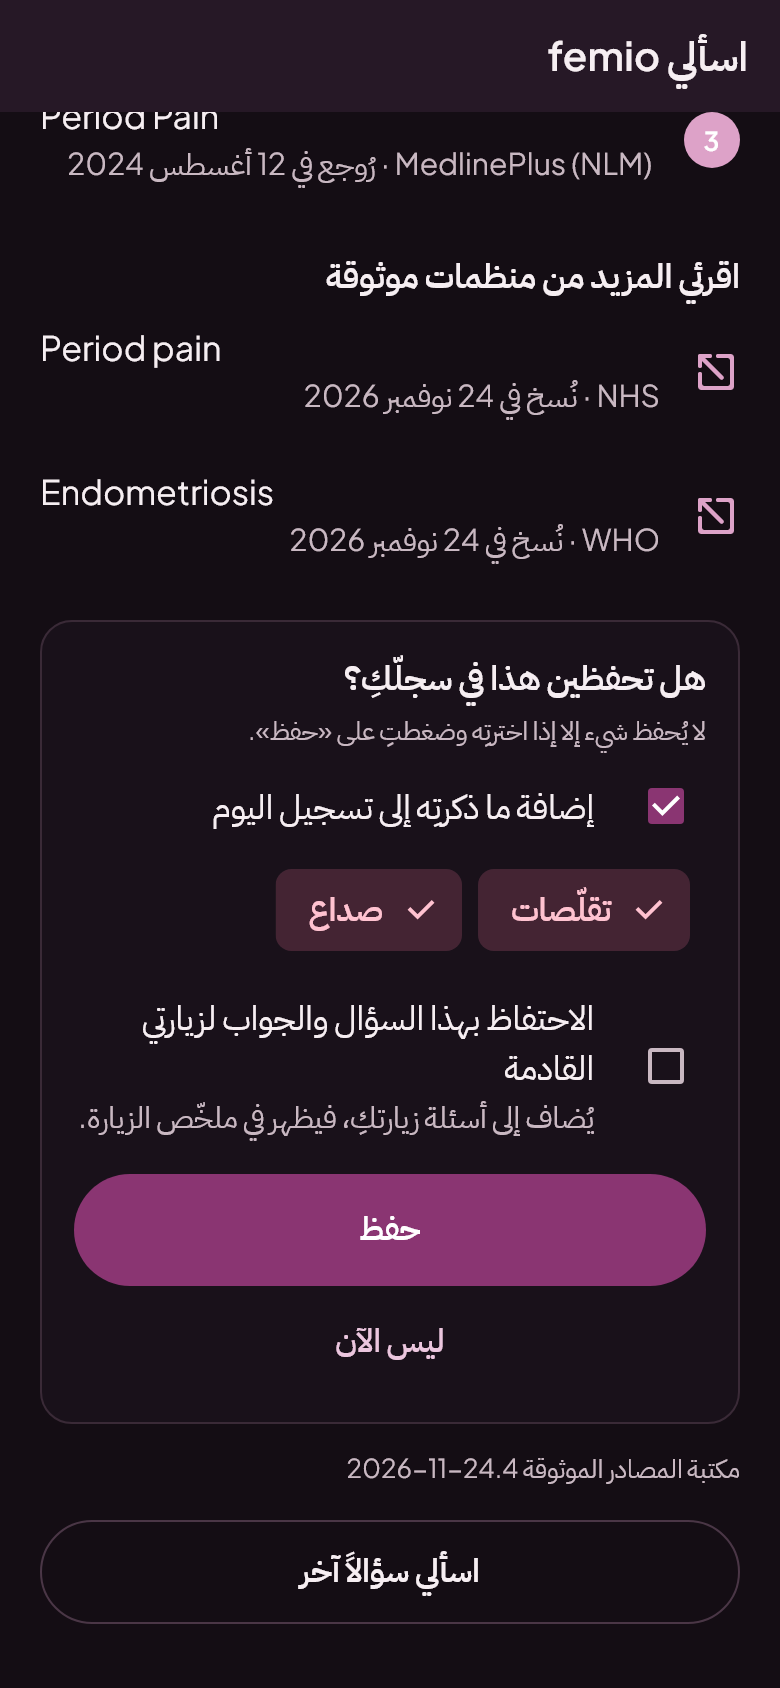 اسألي femio
Period Pain
3
MedlinePlus (NLM) · رُوجع في 12 أغسطس 2024
اقرئي المزيد من منظمات موثوقة
Period pain
NHS · نُسخ في 24 نوفمبر 2026
Endometriosis
WHO · نُسخ في 24 نوفمبر 2026
هل تحفظين هذا في سجلّكِ؟
لا يُحفظ شيء إلا إذا اخترتِه وضغطتِ على «حفظ».
إضافة ما ذكرتِه إلى تسجيل اليوم
تقلّصات
صداع
الاحتفاظ بهذا السؤال والجواب لزيارتي
القادمة
يُضاف إلى أسئلة زيارتكِ، فيظهر في ملخّص الزيارة.
حفظ
ليس الآن
مكتبة المصادر الموثوقة 2026-11-24.4
اسألي سؤالاً آخر